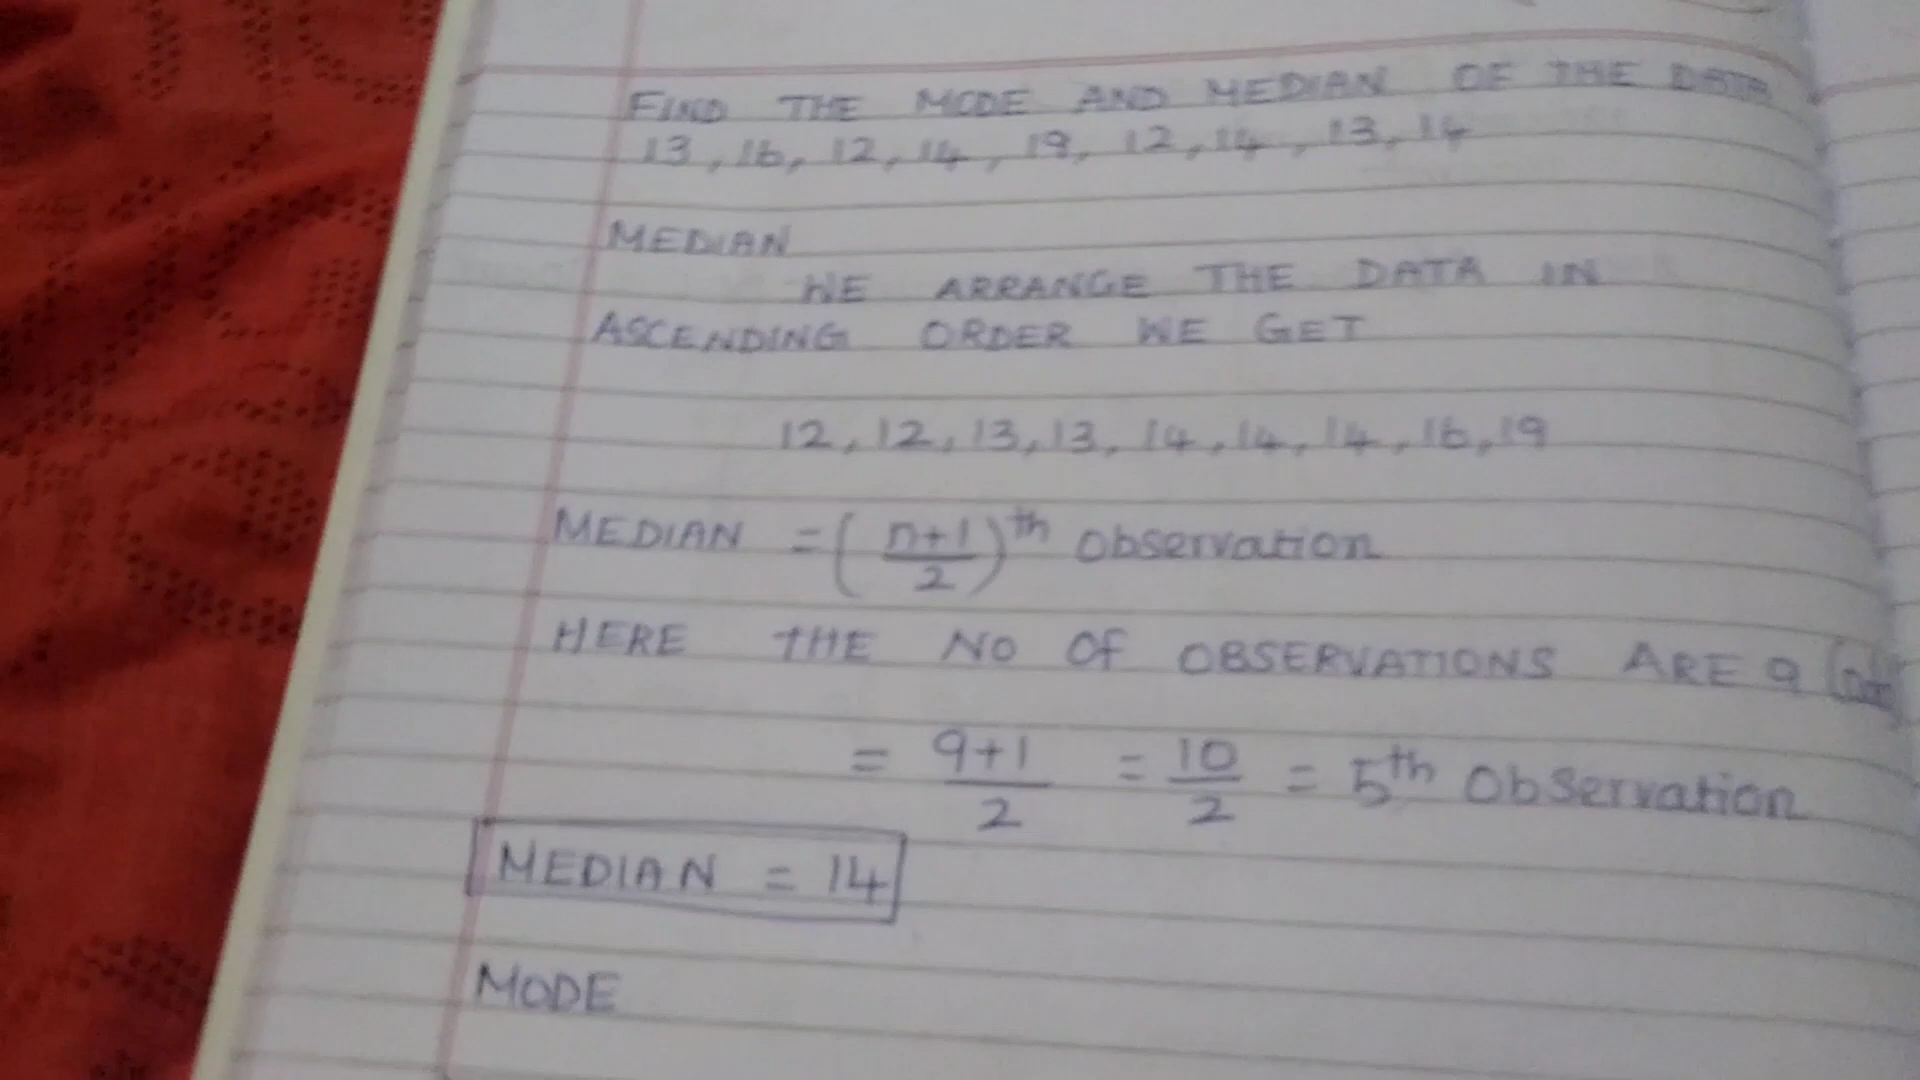 FIND THE MODE AND MEDIAN OF THE DATA
13, 16, 12, 14, 19, 12, 14, 13, 14
MEDIAN
WE ARRANGE THE DATA IN
ASCENDING ORDER WE GET
12, 12, 13, 13, 14, 14, 14, 16, 19
MEDIAN = (n+1/2)th observation
HERE THE NO OF OBSERVATIONS ARE 9
= 9+1/2 = 10/2 = 5th Observation
MEDIAN = 14
MODE